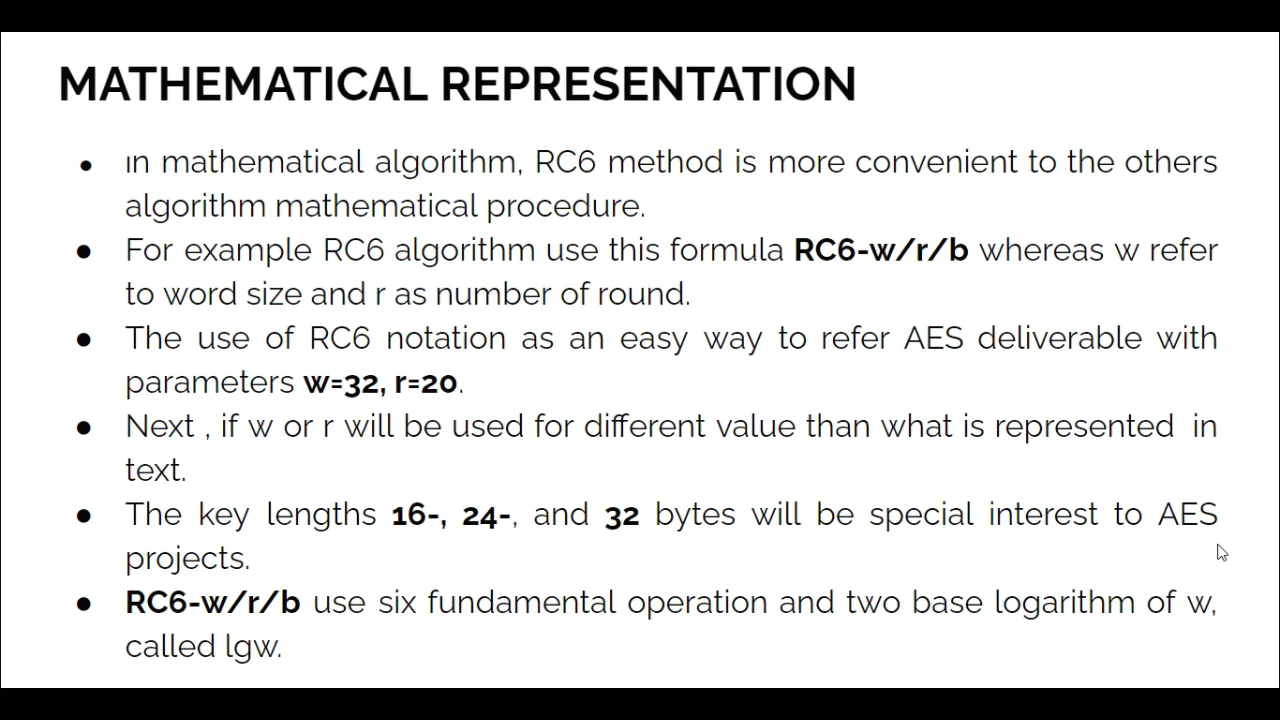 MATHEMATICAL REPRESENTATION
● ın mathematical algorithm, RC6 method is more convenient to the others
algorithm mathematical procedure.
● For example RC6 algorithm use this formula RC6-w/r/b whereas w refer
to word size and r as number of round.
● The use of RC6 notation as an easy way to refer AES deliverable with
parameters w=32, r=20.
● Next , if w or r will be used for different value than what is represented in
text.
● The key lengths 16-, 24-, and 32 bytes will be special interest to AES
projects.
● RC6-w/r/b use six fundamental operation and two base logarithm of w,
called lgw.